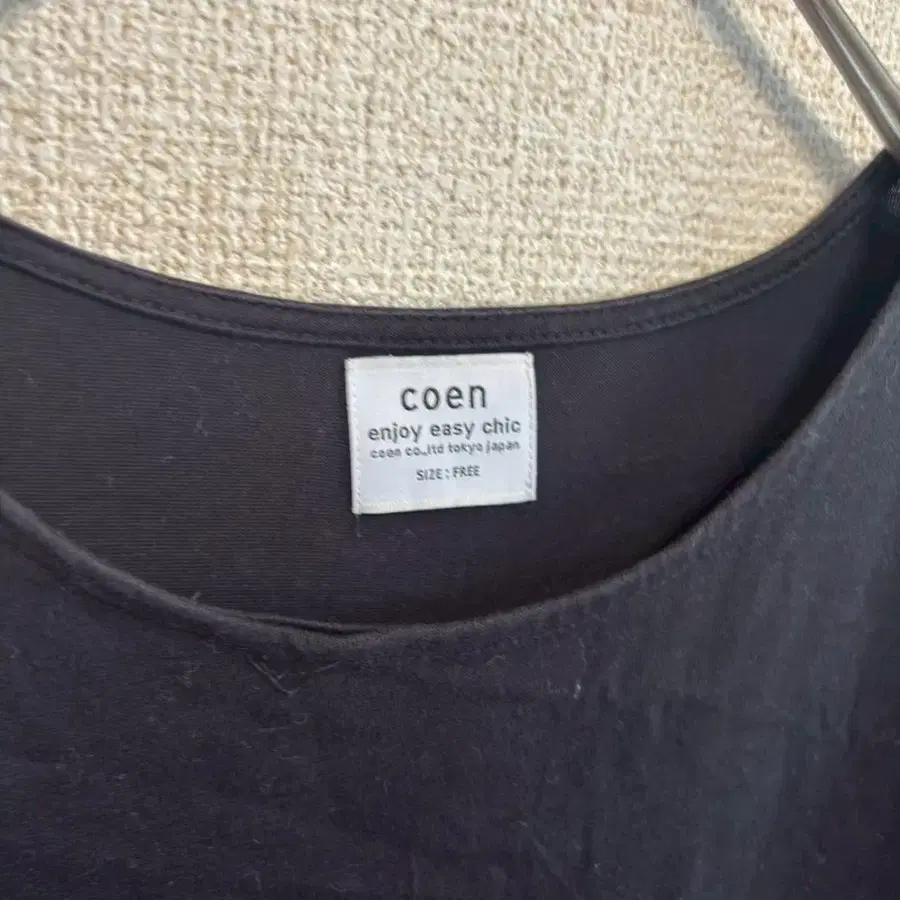 coen
enjoy easy chic
coen co.,ltd tokyo japan
SIZE : FREE